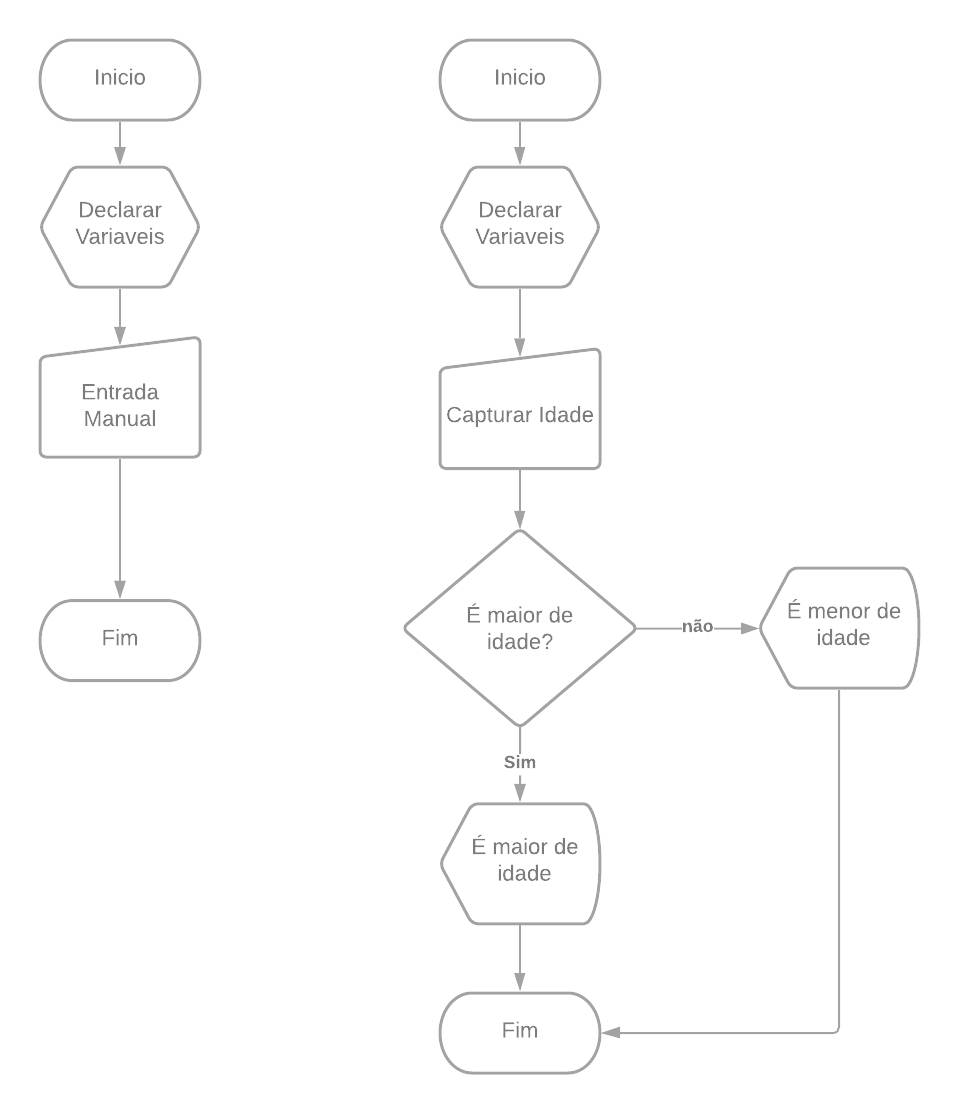 Inicio
Declarar
Variaveis
Entrada
Manual
Fim
Inicio
Declarar
Variaveis
Capturar Idade
É maior de
idade?
não
É menor de
idade
Sim
É maior de
idade
Fim